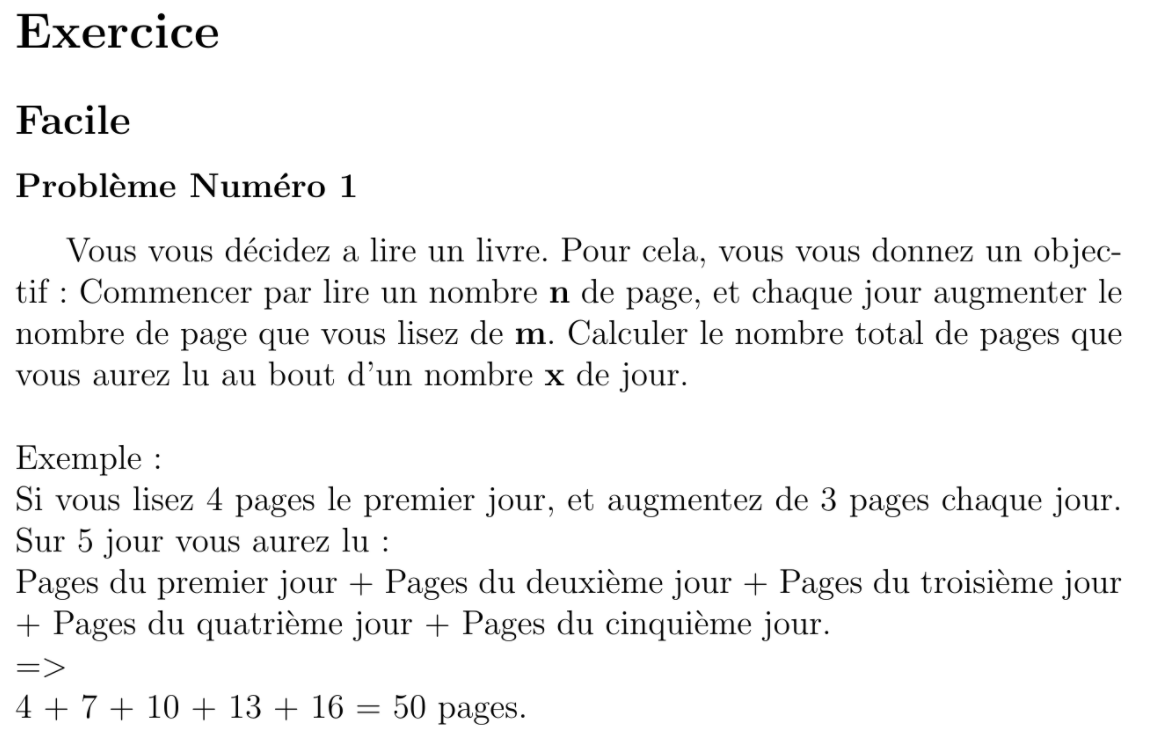 Exercice
Facile
Problème Numéro 1
Vous vous décidez a lire un livre. Pour cela, vous vous donnez un objec-
tif : Commencer par lire un nombre n de page, et chaque jour augmenter le
nombre de page que vous lisez de m. Calculer le nombre total de pages que
vous aurez lu au bout d'un nombre x de jour.
Exemple :
Si vous lisez 4 pages le premier jour, et augmentez de 3 pages chaque jour.
Sur 5 jour vous aurez lu :
Pages du premier jour + Pages du deuxième jour + Pages du troisième jour
+ Pages du quatrième jour + Pages du cinquième jour.
=>
4 + 7 + 10 + 13 + 16 = 50 pages.